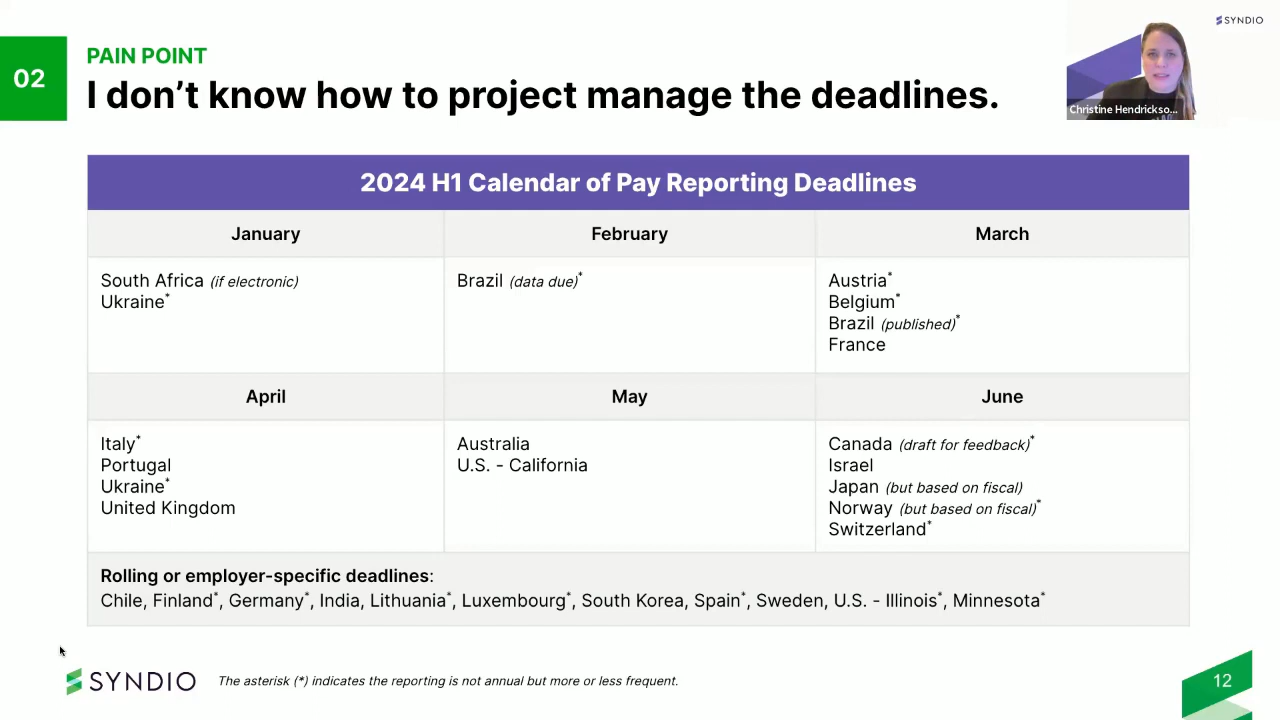 SYNDIO
02
PAIN POINT
I don't know how to project manage the deadlines.
Christine Hendrickso...
2024 H1 Calendar of Pay Reporting Deadlines
January
February
March
South Africa (if electronic)
Ukraine*
Brazil (data due)*
Austria*
Belgium*
Brazil (published)*
France
April
May
June
Italy*
Portugal
Ukraine*
United Kingdom
Australia
U.S. - California
Canada (draft for feedback)*
Israel
Japan (but based on fiscal)
Norway (but based on fiscal)*
Switzerland*
Rolling or employer-specific deadlines:
Chile, Finland*, Germany*, India, Lithuania*, Luxembourg*, South Korea, Spain*, Sweden, U.S. - Illinois*, Minnesota*
SYNDIO
The asterisk (*) indicates the reporting is not annual but more or less frequent.
12